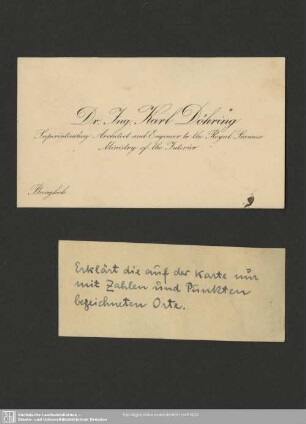 Dr. Ing. Karl Döhring
Superintending Architect and Engineer to the Royal Siamese
Ministry of the Interior
Bangkok
Erklärt die auf der Karte nur
mit Zahlen und Punkten
bezeichneten Orte.